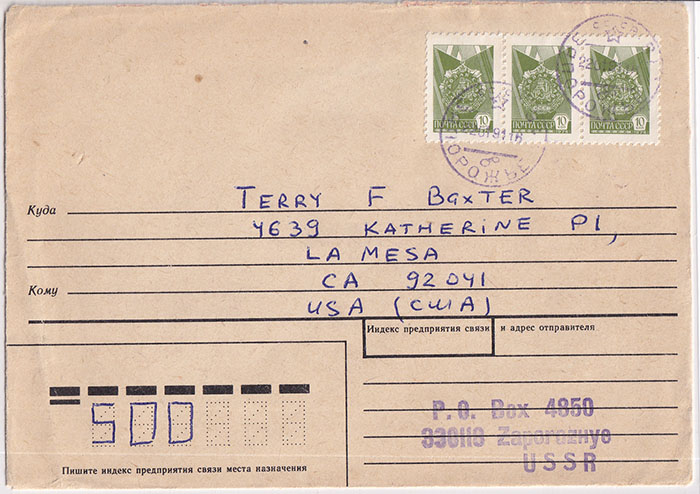 ПОЧТА СССР 10 ПОЧТА СССР 10 ПОЧТА СССР 10
Куда
TERRY F BaxTER
4639 KATHERINE Pl,
LA MESA
Кому
CA 92041
USA (США)
Индекс предприятия связи и адрес отправителя
500
Пишите индекс предприятия связи места назначения
P. O. Box 4850
330118 Zaporozhye
USSR